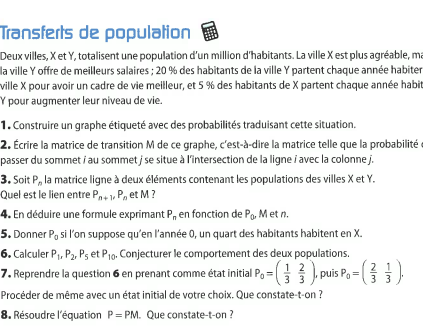 Transferts de population
Deux villes, X et Y, totalisent une population d'un million d'habitants. La ville X est plus agréable, ma
la ville Y offre de meilleurs salaires ; 20 % des habitants de la ville Y partent chaque année habiter
ville X pour avoir un cadre de vie meilleur, et 5 % des habitants de X partent chaque année habit
Y pour augmenter leur niveau de vie.
1. Construire un graphe étiqueté avec des probabilités traduisant cette situation.
2. Écrire la matrice de transition M de ce graphe, c'est-à-dire la matrice telle que la probabilité d
passer du sommet i au sommet j se situe à l'intersection de la ligne i avec la colonne j.
3. Soit Pn la matrice ligne à deux éléments contenant les populations des villes X et Y.
Quel est le lien entre Pn+1, Pn et M ?
4. En déduire une formule exprimant Pn en fonction de P0, M et n.
5. Donner P0 si l'on suppose qu'en l'année 0, un quart des habitants habitent en X.
6. Calculer P1, P2, P5 et P10. Conjecturer le comportement des deux populations.
7. Reprendre la question 6 en prenant comme état initial P0 = (1/3 2/3), puis P0 = (2/3 1/3).
Procéder de même avec un état initial de votre choix. Que constate-t-on ?
8. Résoudre l'équation P = PM. Que constate-t-on ?